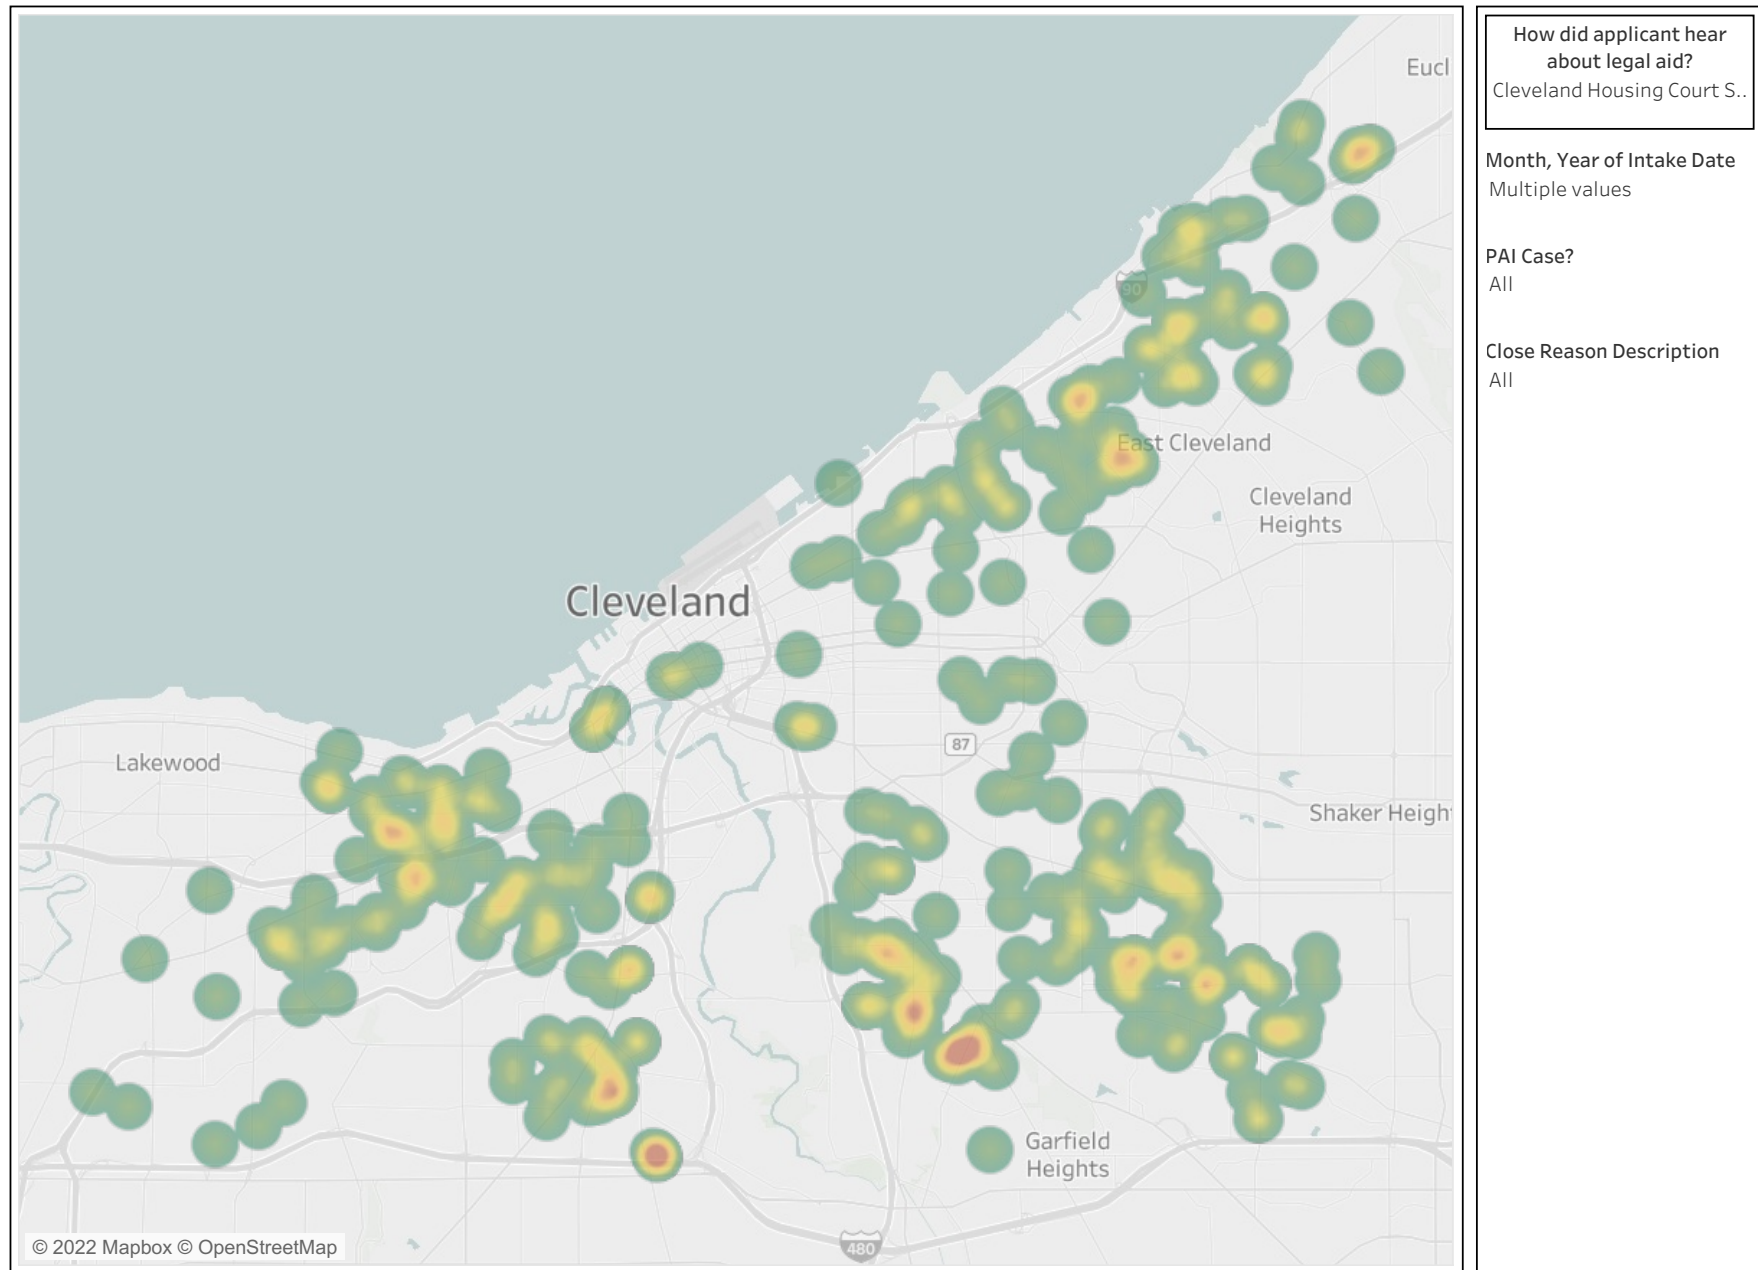 Eucl
90
East Cleveland
Cleveland
Heights
Cleveland
Lakewood
87
Shaker Heigh
Garfield
Heights
480
© 2022 Mapbox © OpenStreetMap
How did applicant hear
about legal aid?
Cleveland Housing Court S..
Month, Year of Intake Date
Multiple values
PAI Case?
All
Close Reason Description
All